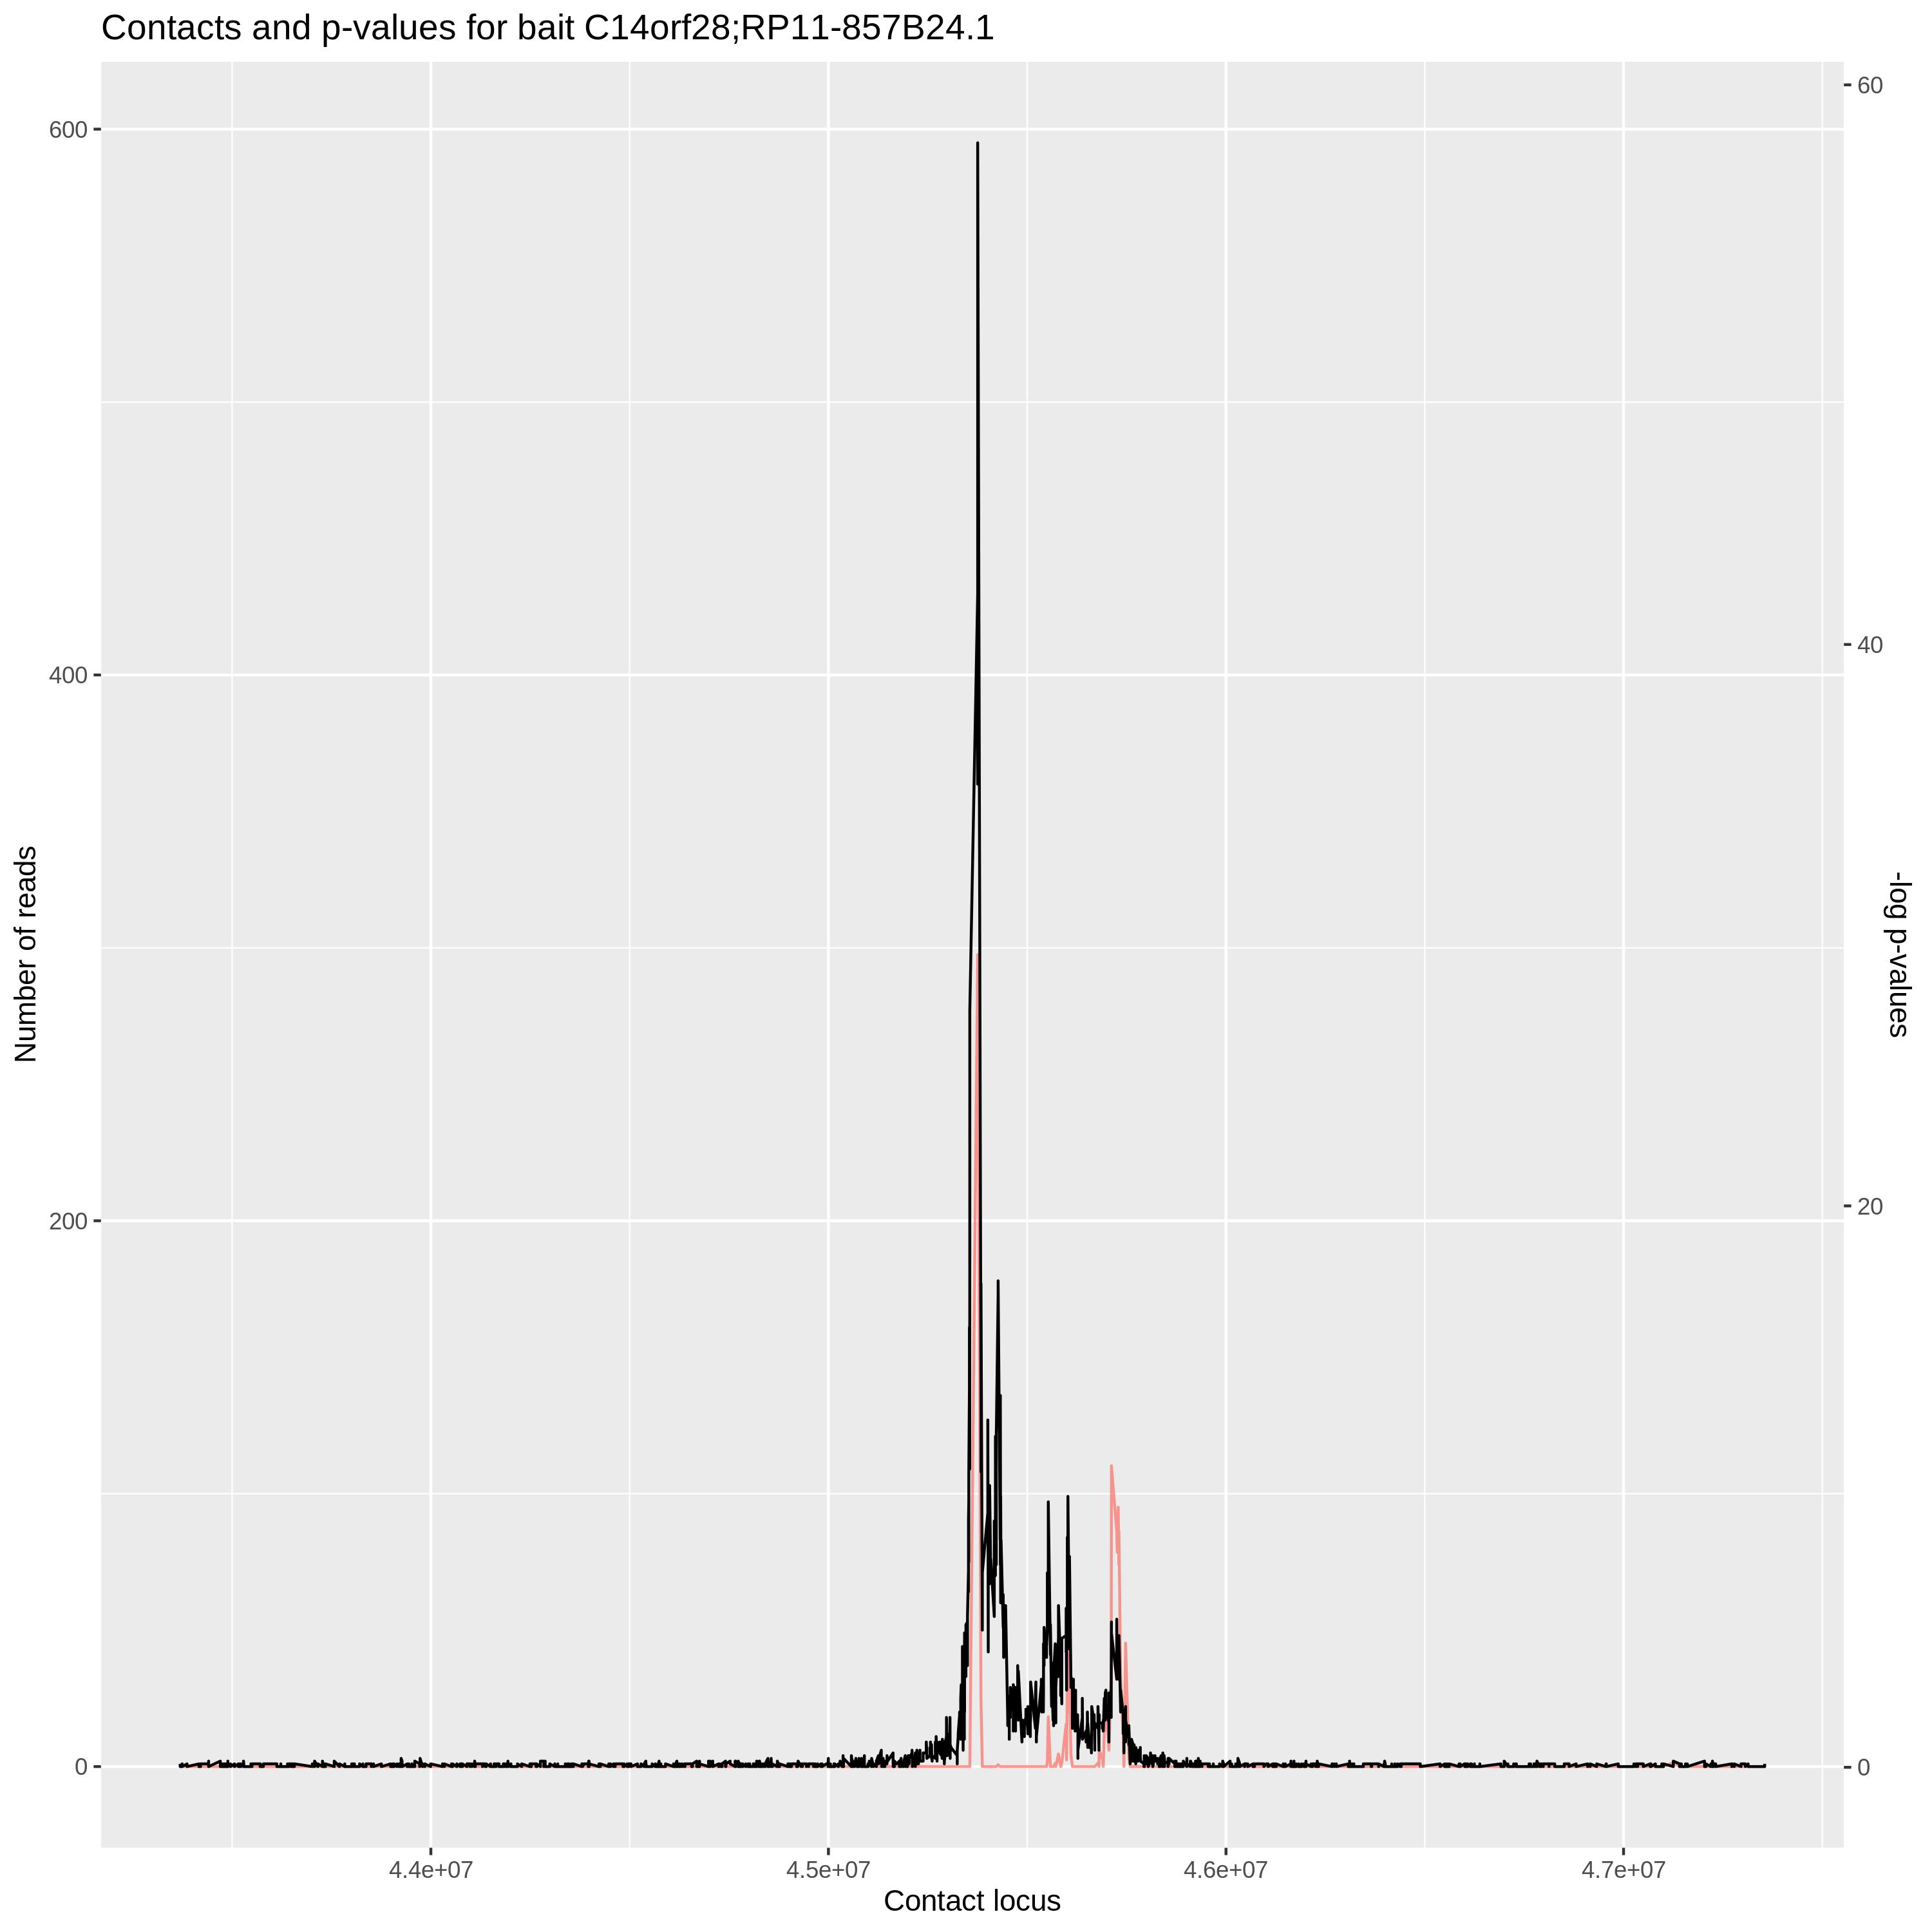 Contacts and p-values for bait C14orf28;RP11-857B24.1
600
400
200
0
Number of reads
60
40
20
0
-log p-values
4.4e+07
4.5e+07
4.6e+07
4.7e+07
Contact locus